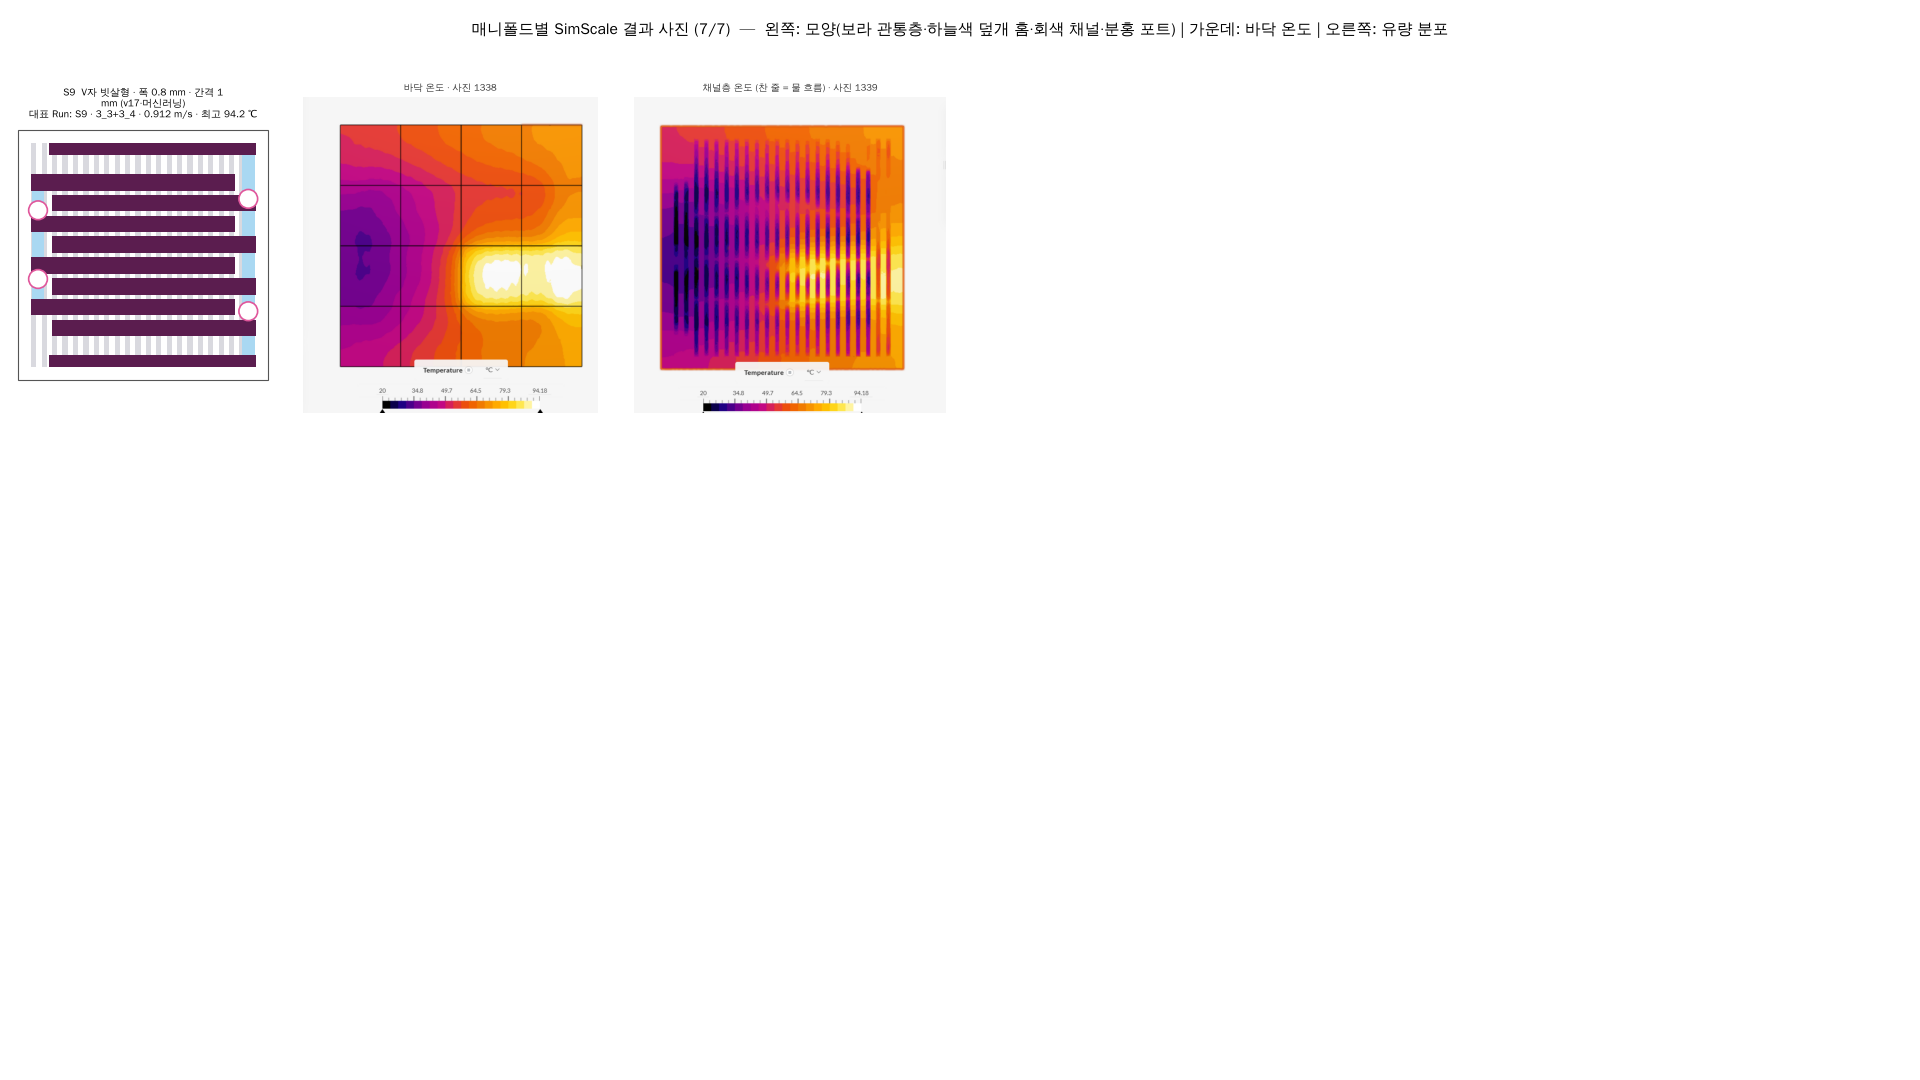 매니폴드별 SimScale 결과 사진 (7/7) — 왼쪽: 모양(보라 관통층·하늘색 덮개 홈·회색 채널·분홍 포트) | 가운데: 바닥 온도 | 오른쪽: 유량 분포
S9 V자 빗살형 · 폭 0.8 mm · 간격 1
mm (v17·머신러닝)
대표 Run: S9 · 3_3+3_4 · 0.912 m/s · 최고 94.2 ℃
바닥 온도 · 사진 1338
Temperature ℃
20 34.8 49.7 64.5 79.3 94.18
채널층 온도 (찬 줄 = 물 흐름) · 사진 1339
Temperature ℃
20 34.8 49.7 64.5 79.3 94.18